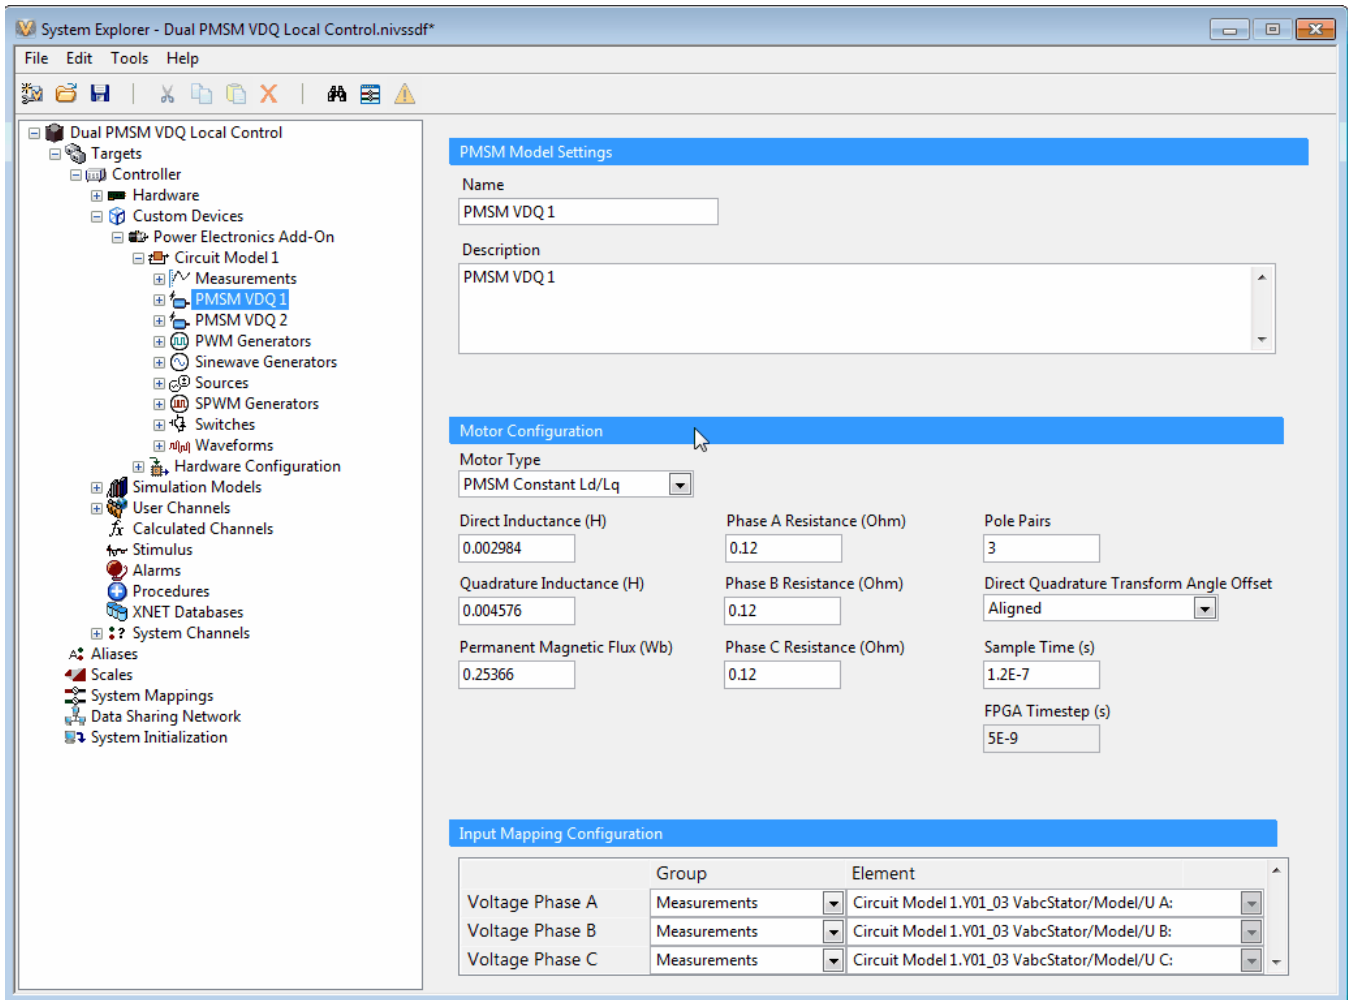 System Explorer - Dual PMSM VDQ Local Control.nivssdf*
File Edit Tools Help
Dual PMSM VDQ Local Control
Targets
Controller
Hardware
Custom Devices
Power Electronics Add-On
Circuit Model 1
Measurements
PMSM VDQ 1
PMSM VDQ 2
PWM Generators
Sinewave Generators
Sources
SPWM Generators
Switches
Waveforms
Hardware Configuration
Simulation Models
User Channels
Calculated Channels
Stimulus
Alarms
Procedures
XNET Databases
System Channels
Aliases
Scales
System Mappings
Data Sharing Network
System Initialization
PMSM Model Settings
Name
PMSM VDQ 1
Description
PMSM VDQ 1
Motor Configuration
Motor Type
PMSM Constant Ld/Lq
Direct Inductance (H) Phase A Resistance (Ohm) Pole Pairs
0.002984 0.12 3
Quadrature Inductance (H) Phase B Resistance (Ohm) Direct Quadrature Transform Angle Offset
0.004576 0.12 Aligned
Permanent Magnetic Flux (Wb) Phase C Resistance (Ohm) Sample Time (s)
0.25366 0.12 1.2E-7
FPGA Timestep (s)
5E-9
Input Mapping Configuration
Group Element
Voltage Phase A Measurements Circuit Model 1.Y01_03 VabcStator/Model/U A:
Voltage Phase B Measurements Circuit Model 1.Y01_03 VabcStator/Model/U B:
Voltage Phase C Measurements Circuit Model 1.Y01_03 VabcStator/Model/U C: